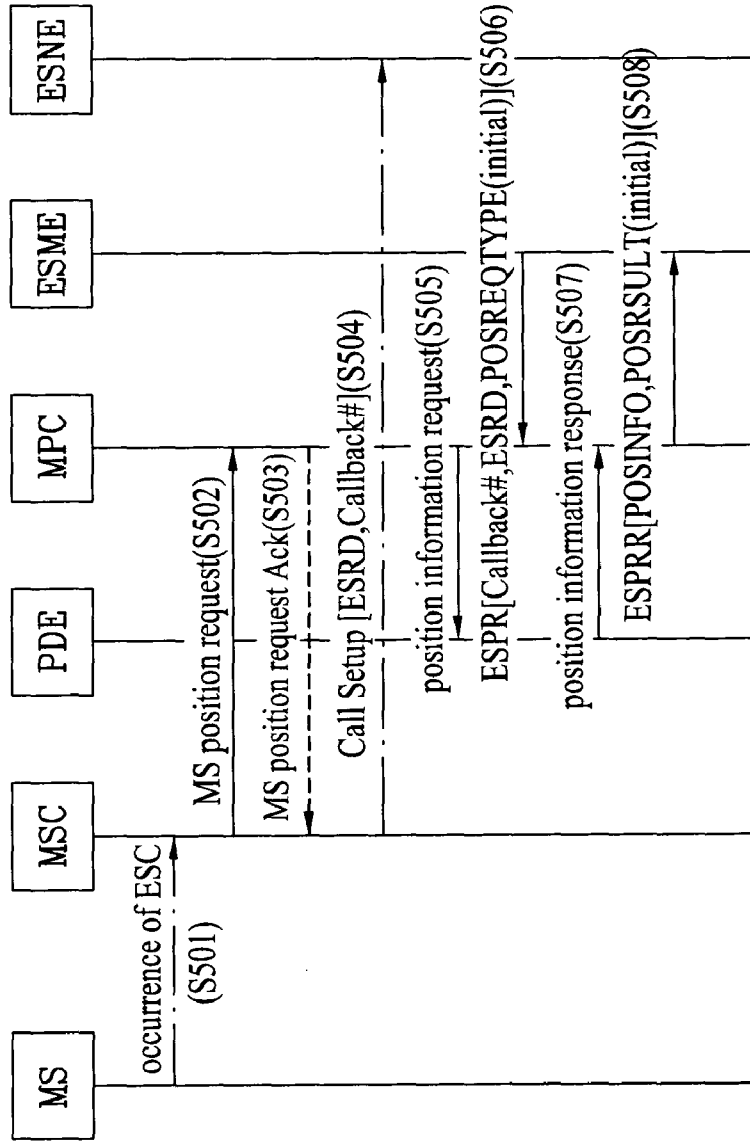 MS
MSC
PDE
MPC
ESME
ESNE
occurrence of ESC
(S501)
MS position request(S502)
MS position request Ack(S503)
Call Setup [ESRD,Callback#](S504)
position information request(S505)
ESPR[Callback#,ESRD,POSREQTYPE(initial)](S506)
position information response(S507)
ESPRR[POSINFO,POSRSULT(initial)](S508)